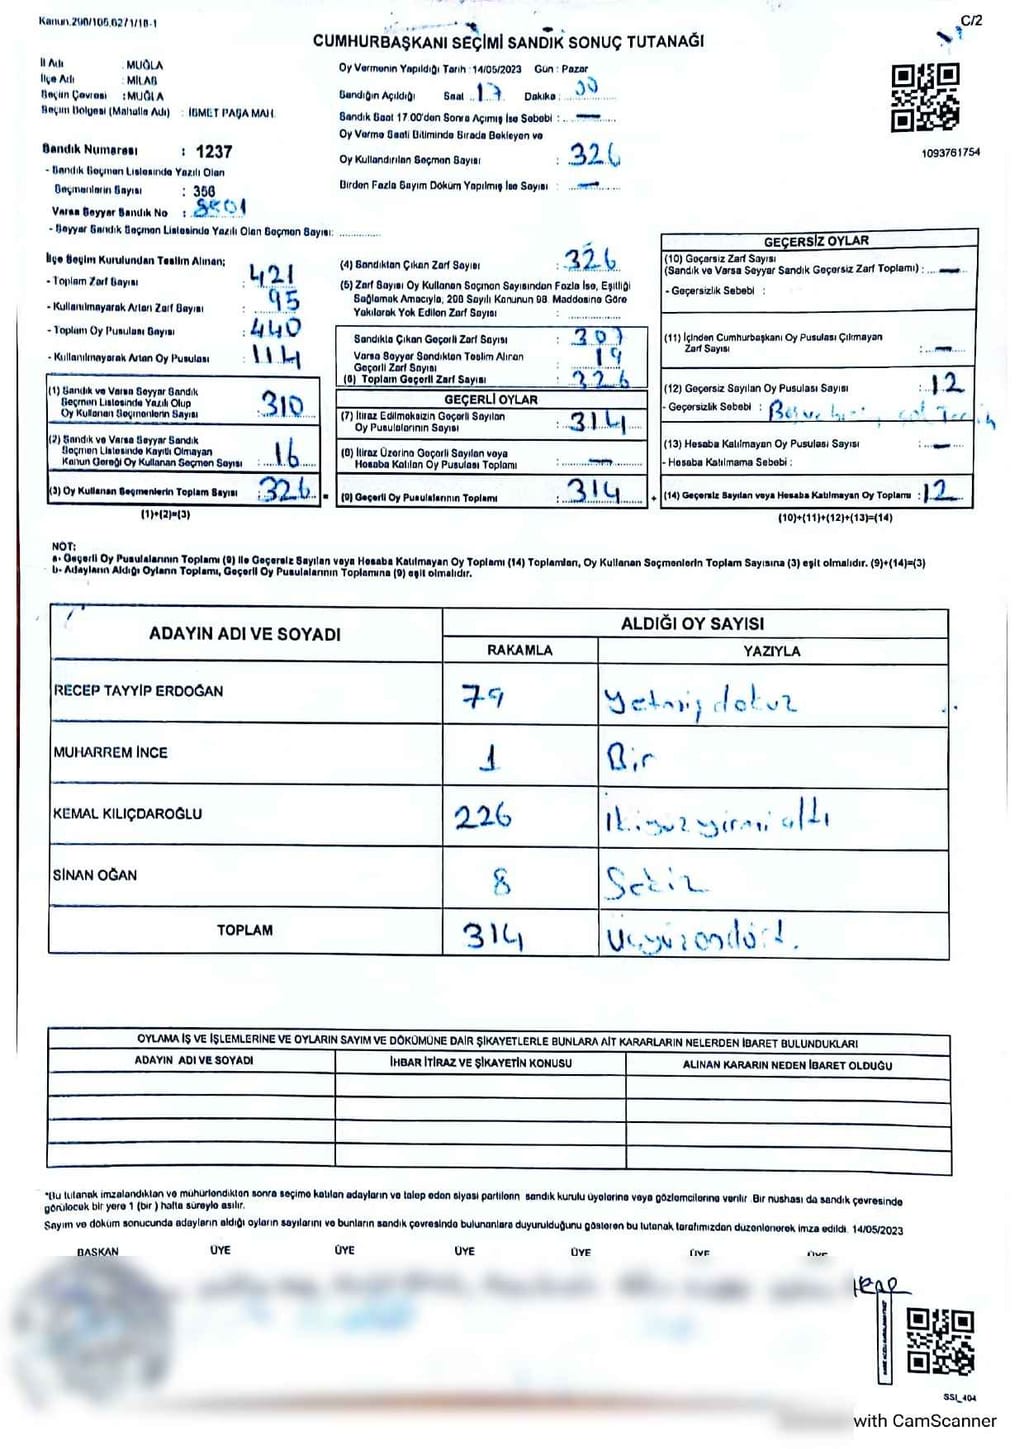 Kanun.298/105.62/1/18-1
C/2
CUMHURBAŞKANI SEÇİMİ SANDIK SONUÇ TUTANAĞI
İl Adı : MUĞLA
İlçe Adı : MİLAS
Seçim Çevresi : MUĞLA
Seçim Bölgesi (Mahalle Adı) : İSMET PAŞA MAH.
Sandık Numarası : 1237
- Sandık Seçmen Listesinde Yazılı Olan
Seçmenlerin Sayısı : 356
Varsa Seyyar Sandık No :
- Seyyar Sandık Seçmen Listesinde Yazılı Olan Seçmen Sayısı: ............
Oy Vermenin Yapıldığı Tarih :14/05/2023 Gün : Pazar
Sandığın Açıldığı Saat : 17 Dakika : 00
Sandık Saat 17.00'den Sonra Açımış İse Sebebi : —
Oy Verme Saati Bitiminde Sırada Bekleyen ve
Oy Kullandırılan Seçmen Sayısı : 326
Birden Fazla Sayım Döküm Yapılmış İse Sayısı : —
1093761754
İlçe Seçim Kurulundan Teslim Alınan;
- Toplam Zarf Sayısı : 421
- Kullanılmayarak Artan Zarf Sayısı : 95
- Toplam Oy Pusulası Sayısı : 440
- Kullanılmayarak Artan Oy Pusulası : 114
(1) Sandık ve Varsa Seyyar Sandık
Seçmen Listesinde Yazılı Olup
Oy Kullanan Seçmenlerin Sayısı : 310
(2) Sandık ve Varsa Seyyar Sandık
Seçmen Listesinde Kayıtlı Olmayan
Kanun Gereği Oy Kullanan Seçmen Sayısı : 16
(3) Oy Kullanan Seçmenlerin Toplam Sayısı : 326 =
(1)+(2)=(3)
(4) Sandıktan Çıkan Zarf Sayısı : 326
(5) Zarf Sayısı Oy Kullanan Seçmen Sayısından Fazla İse, Eşitliği
Sağlamak Amacıyla, 298 Sayılı Kanunun 98. Maddesine Göre
Yakılarak Yok Edilen Zarf Sayısı : ............
Sandıkla Çıkan Geçerli Zarf Sayısı : 307
Varsa Seyyar Sandıktan Teslim Alınan
Geçerli Zarf Sayısı : 19
(6) Toplam Geçerli Zarf Sayısı : 326
GEÇERLİ OYLAR
(7) İtiraz Edilmeksizin Geçerli Sayılan
Oy Pusulalarının Sayısı : 314
(8) İtiraz Üzerine Geçerli Sayılan veya
Hesaba Katılan Oy Pusulası Toplamı : —
(9) Geçerli Oy Pusulalarının Toplamı : 314 +
GEÇERSİZ OYLAR
(10) Geçersiz Zarf Sayısı
(Sandık ve Varsa Seyyar Sandık Geçersiz Zarf Toplamı) : —
- Geçersizlik Sebebi :
(11) İçinden Cumhurbaşkanı Oy Pusulası Çıkmayan
Zarf Sayısı : —
(12) Geçersiz Sayılan Oy Pusulası Sayısı : 12
- Geçersizlik Sebebi :
(13) Hesaba Katılmayan Oy Pusulası Sayısı : —
- Hesaba Katılmama Sebebi :
(14) Geçersiz Sayılan veya Hesaba Katılmayan Oy Toplamı : 12
(10)+(11)+(12)+(13)=(14)
NOT:
a- Geçerli Oy Pusulalarının Toplamı (9) ile Geçersiz Sayılan veya Hesaba Katılmayan Oy Toplamı (14) Toplamları, Oy Kullanan Seçmenlerin Toplam Sayısına (3) eşit olmalıdır. (9)+(14)=(3)
b- Adayların Aldığı Oyların Toplamı, Geçerli Oy Pusulalarının Toplamına (9) eşit olmalıdır.
ADAYIN ADI VE SOYADI ALDIĞI OY SAYISI
RAKAMLA YAZIYLA
RECEP TAYYİP ERDOĞAN 79 Yetmiş dokuz
MUHARREM İNCE 1 Bir
KEMAL KILIÇDAROĞLU 226 ikiyüzyirmi altı
SİNAN OĞAN 8 Sekiz
TOPLAM 314 Üçyüzondört.
OYLAMA İŞ VE İŞLEMLERİNE VE OYLARIN SAYIM VE DÖKÜMÜNE DAİR ŞİKAYETLERLE BUNLARA AİT KARARLARIN NELERDEN İBARET BULUNDUKLARI
ADAYIN ADI VE SOYADI İHBAR İTİRAZ VE ŞİKAYETİN KONUSU ALINAN KARARIN NEDEN İBARET OLDUĞU
"Bu tutanak imzalandıktan ve mühürlendikten sonra seçime katılan adayların ve talep eden siyasi partilerin sandık kurulu üyelerine veya gözlemcilerine verilir. Bir nushası da sandık çevresinde
görülecek bir yere 1 (bir ) hafta süreyle asılır.
Sayım ve döküm sonucunda adayların aldığı oyların sayılarını ve bunların sandık çevresinde bulunanlara duyurulduğunu gösteren bu tutanak tarafımızdan düzenlenerek imza edildi. 14/05/2023
BAŞKAN ÜYE ÜYE ÜYE ÜYE ÜYE ÜYE
SSI_404
with CamScanner